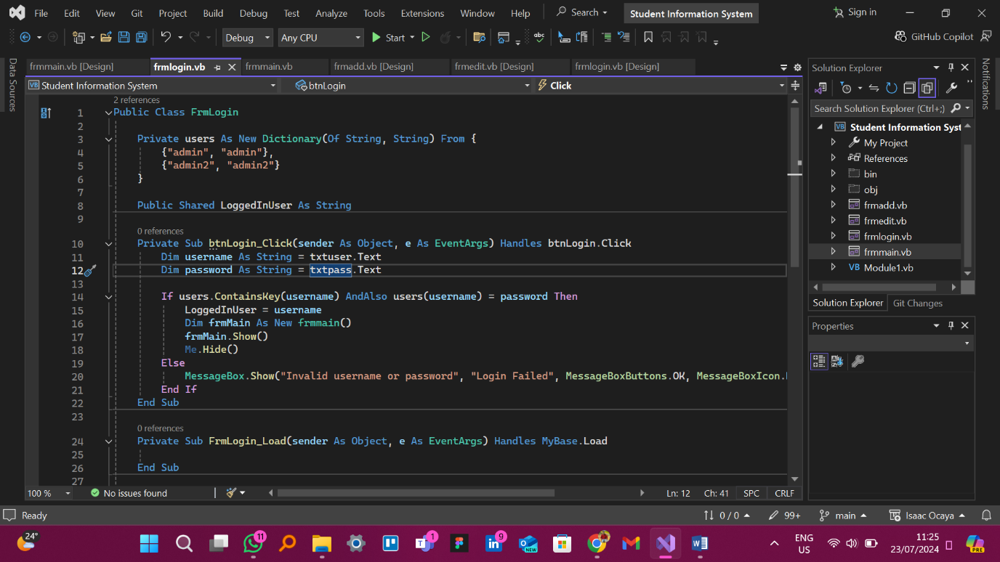 File Edit View Git Project Build Debug Test Analyze Tools Extensions Window Help Search Student Information System Sign in
Debug Any CPU Start GitHub Copilot
frmmain.vb [Design] frmlogin.vb frmmain.vb frmadd.vb [Design] frmedit.vb [Design] frmlogin.vb [Design]
VB Student Information System btnLogin Click
Data Sources
2 references
1 Public Class FrmLogin
2
3 Private users As New Dictionary(Of String, String) From {
4 {"admin", "admin"},
5 {"admin2", "admin2"}
6 }
7
8 Public Shared LoggedInUser As String
9
0 references
10 Private Sub btnLogin_Click(sender As Object, e As EventArgs) Handles btnLogin.Click
11 Dim username As String = txtuser.Text
12 Dim password As String = txtpass.Text
13
14 If users.ContainsKey(username) AndAlso users(username) = password Then
15 LoggedInUser = username
16 Dim frmMain As New frmmain()
17 frmMain.Show()
18 Me.Hide()
19 Else
20 MessageBox.Show("Invalid username or password", "Login Failed", MessageBoxButtons.OK, MessageBoxIcon.
21 End If
22 End Sub
23
0 references
24 Private Sub FrmLogin_Load(sender As Object, e As EventArgs) Handles MyBase.Load
25
26 End Sub
27
100 % No issues found Ln: 12 Ch: 41 SPC CRLF
Solution Explorer
Search Solution Explorer (Ctrl+;)
VB Student Information Syst
My Project
References
bin
obj
frmadd.vb
frmedit.vb
frmlogin.vb
frmmain.vb
VB Module1.vb
Solution Explorer Git Changes
Properties
Notifications
Ready 0 / 0 99+ main Isaac Ocaya
24° 11 1 9 NEW ENG US 11:25 23/07/2024 PRE